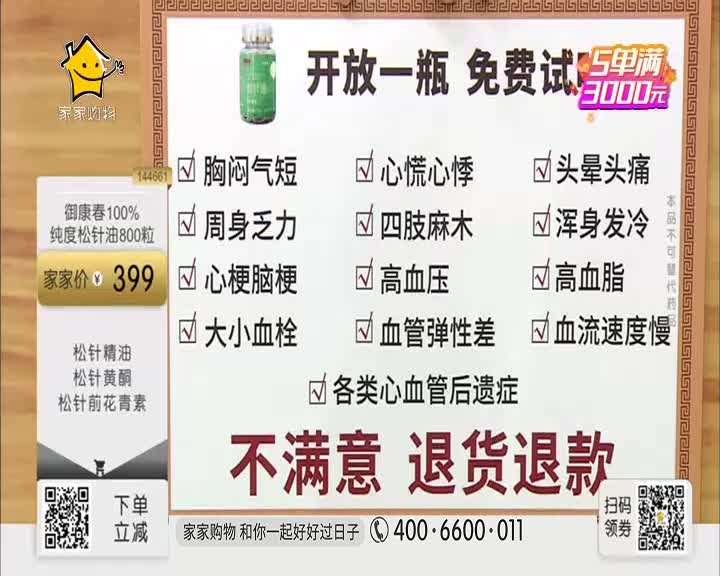 开放一瓶 免费试
5单满
3000元
家家购物
☑胸闷气短 ☑心慌心悸 ☑头晕头痛
☑周身乏力 ☑四肢麻木 ☑浑身发冷
☑心梗脑梗 ☑高血压 ☑高血脂
☑大小血栓 ☑血管弹性差 ☑血流速度慢
☑各类心血管后遗症
不满意 退货退款
本品不可替代药品
144661
御康春100%
纯度松针油800粒
家家价 ¥ 399
松针精油
松针黄酮
松针前花青素
下单
立减
家家购物 和你一起好好过日子 400·6600·011
扫码
领券